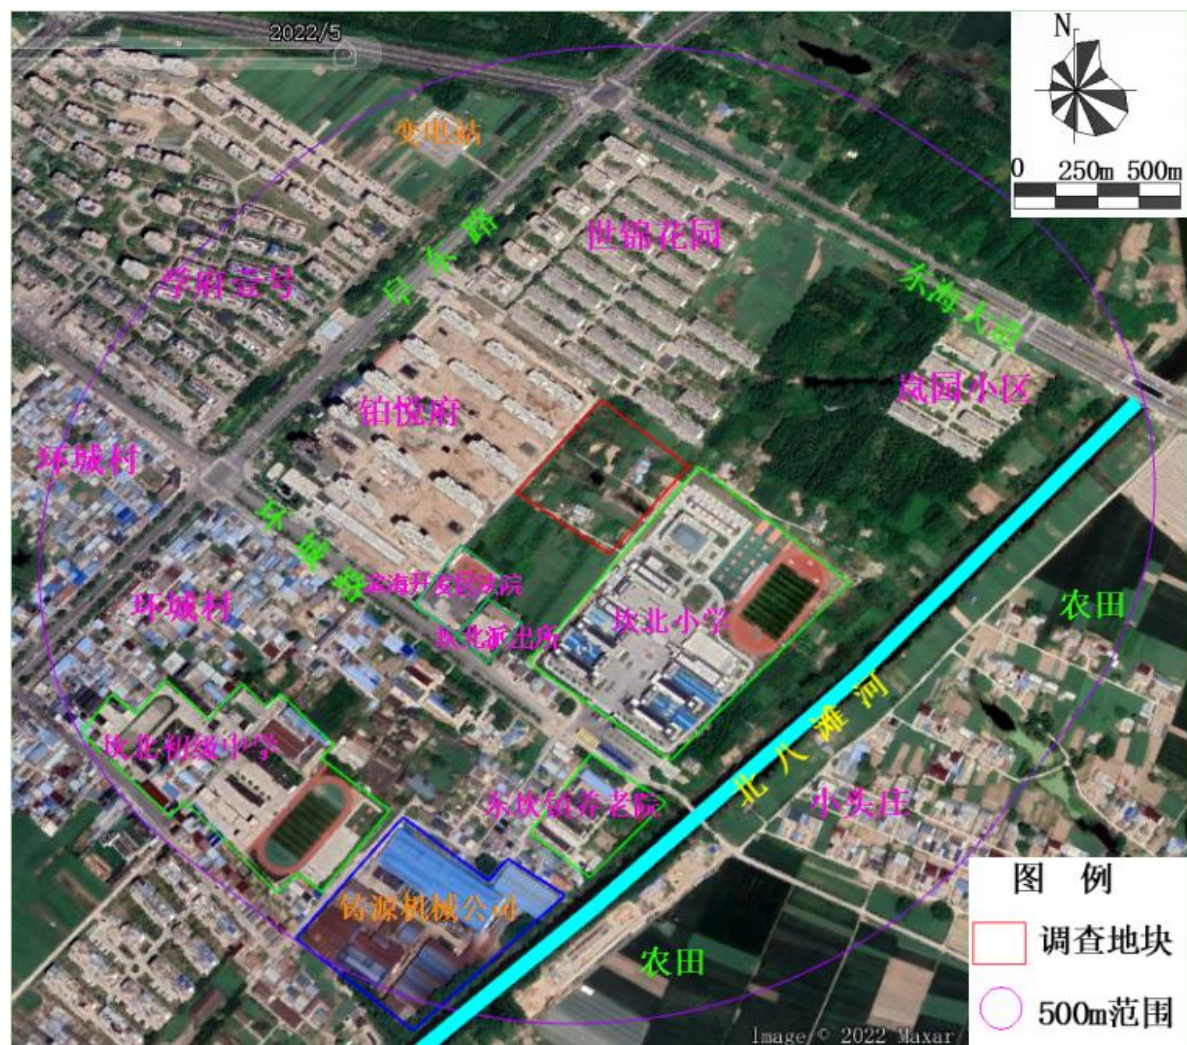 2022/5
N
0 250m 500m
变电站
阜东路
世锦花园
学府壹号
东海大道
岚园小区
铂悦府
环城村
环城路
滨海开发区法院
坎北派出所
坎北小学
农田
环城村
北八滩河
坎北初级中学
东坎镇养老院
小头庄
铸源机械公司
农田
图 例
调查地块
500m范围
Image © 2022 Maxar